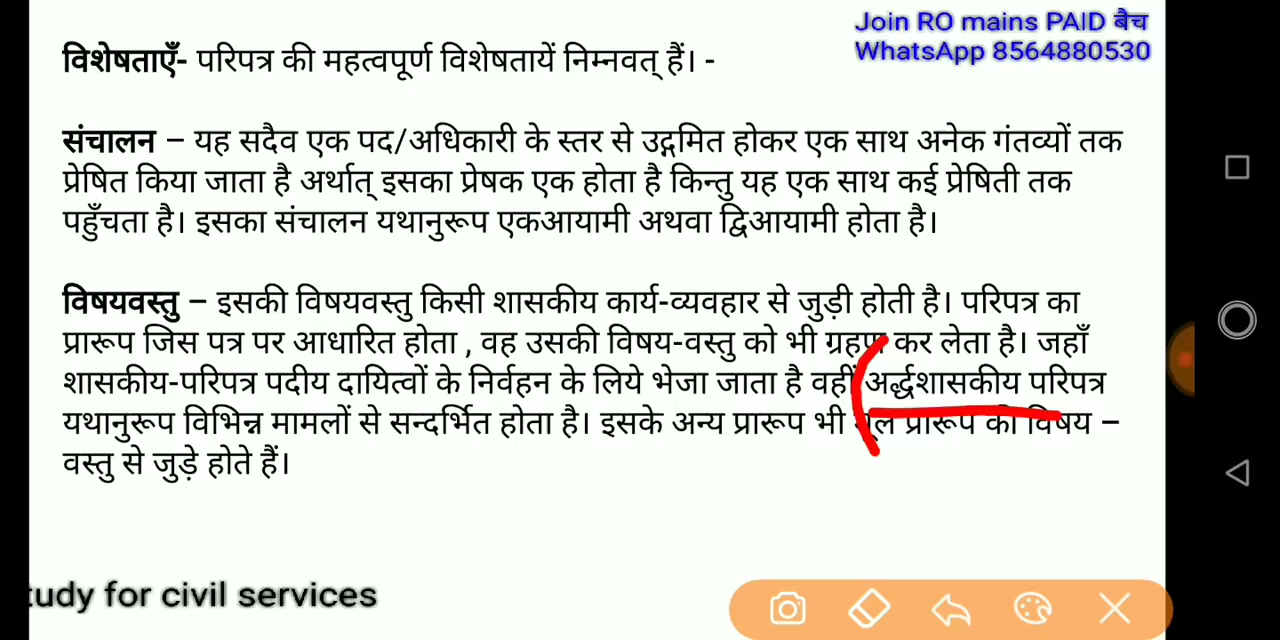 Join RO mains PAID बैच
WhatsApp 8564880530
विशेषताएँ- परिपत्र की महत्वपूर्ण विशेषतायें निम्नवत् हैं। -
संचालन – यह सदैव एक पद/अधिकारी के स्तर से उद्गमित होकर एक साथ अनेक गंतव्यों तक
प्रेषित किया जाता है अर्थात् इसका प्रेषक एक होता है किन्तु यह एक साथ कई प्रेषिती तक
पहुँचता है। इसका संचालन यथानुरूप एकआयामी अथवा द्विआयामी होता है।
विषयवस्तु – इसकी विषयवस्तु किसी शासकीय कार्य-व्यवहार से जुड़ी होती है। परिपत्र का
प्रारूप जिस पत्र पर आधारित होता , वह उसकी विषय-वस्तु को भी ग्रहण कर लेता है। जहाँ
शासकीय-परिपत्र पदीय दायित्वों के निर्वहन के लिये भेजा जाता है वहीं अर्द्धशासकीय परिपत्र
यथानुरूप विभिन्न मामलों से सन्दर्भित होता है। इसके अन्य प्रारूप भी मूल प्रारूप की विषय –
वस्तु से जुड़े होते हैं।
tudy for civil services